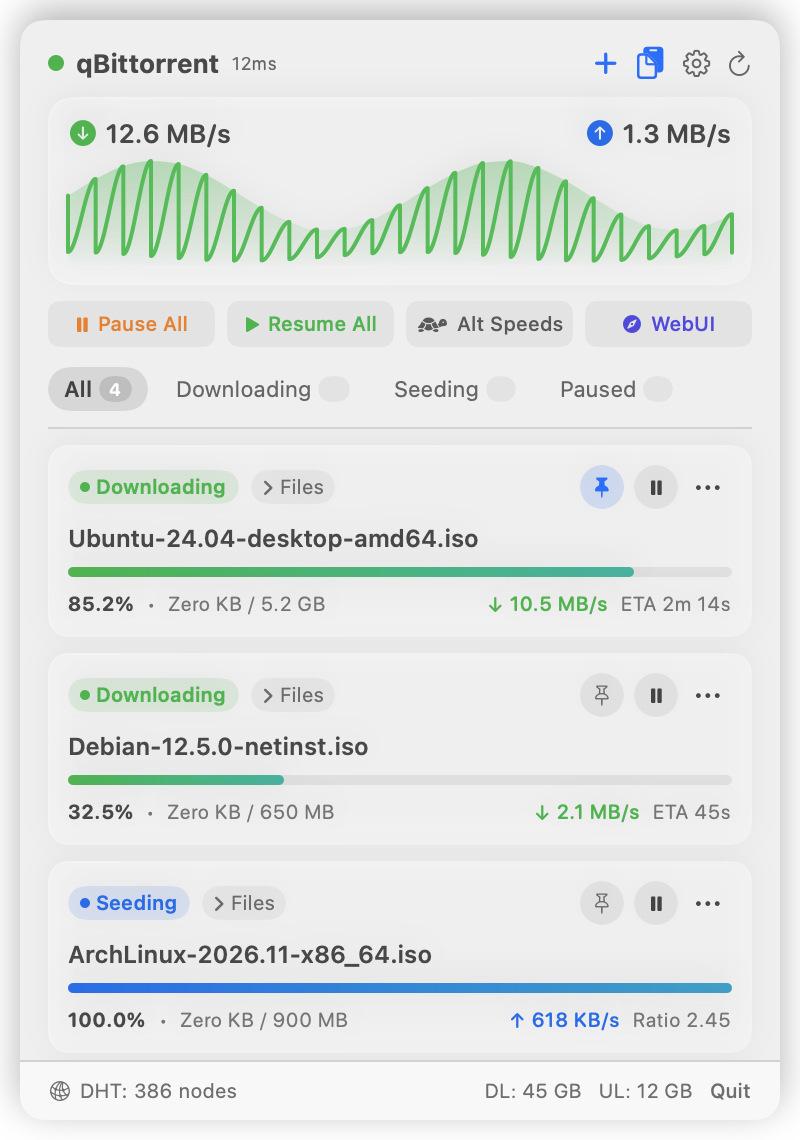 qBittorrent 12ms
12.6 MB/s 1.3 MB/s
Pause All Resume All Alt Speeds WebUI
All 4 Downloading Seeding Paused
Downloading Files
Ubuntu-24.04-desktop-amd64.iso
85.2% · Zero KB / 5.2 GB ↓ 10.5 MB/s ETA 2m 14s
Downloading Files
Debian-12.5.0-netinst.iso
32.5% · Zero KB / 650 MB ↓ 2.1 MB/s ETA 45s
Seeding Files
ArchLinux-2026.11-x86_64.iso
100.0% · Zero KB / 900 MB ↑ 618 KB/s Ratio 2.45
DHT: 386 nodes DL: 45 GB UL: 12 GB Quit